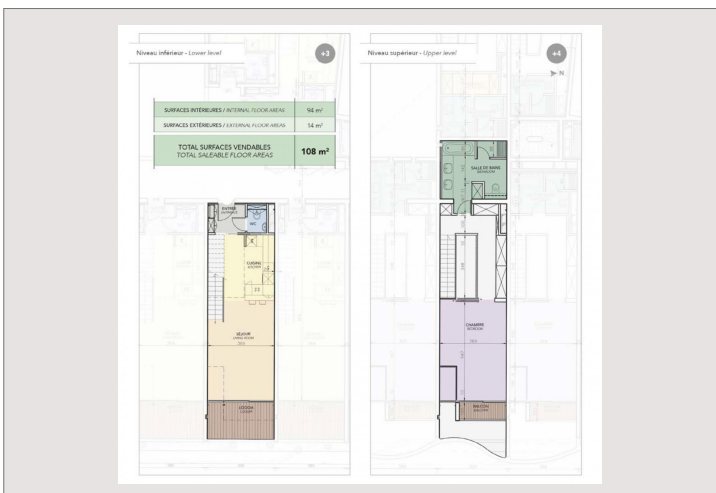 Niveau inférieur - Lower level
+3
SURFACES INTÉRIEURES / INTERNAL FLOOR AREAS 94 m²
SURFACES EXTÉRIEURES / EXTERNAL FLOOR AREAS 14 m²
TOTAL SURFACES VENDABLES
TOTAL SALEABLE FLOOR AREAS
108 m²
ENTRÉE
ENTRANCE
WC
CUISINE
KITCHEN
SÉJOUR
LIVING ROOM
LOGGIA
LOGGIA
Niveau supérieur - Upper level
+4
N
SALLE DE BAINS
BATHROOM
CHAMBRE
BEDROOM
BALCON
BALCONY